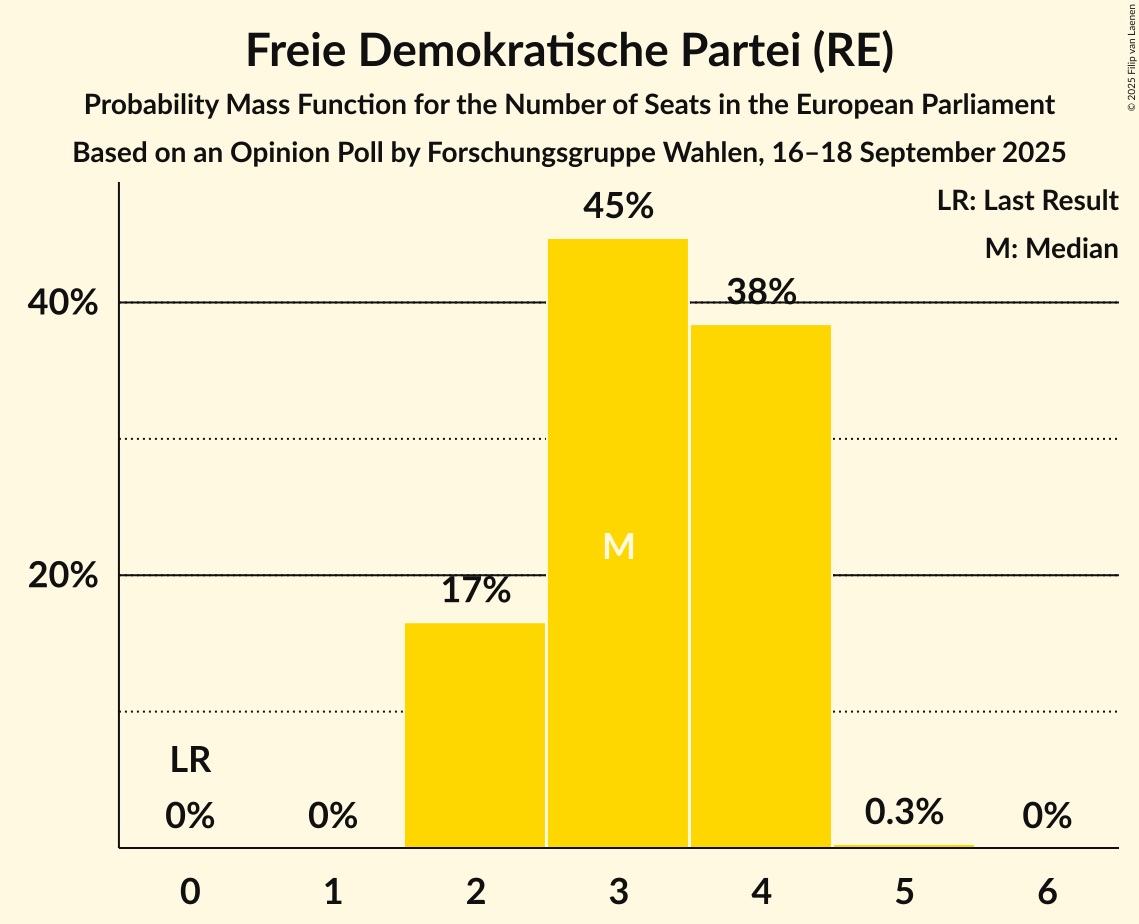 Freie Demokratische Partei (RE)
Probability Mass Function for the Number of Seats in the European Parliament
Based on an Opinion Poll by Forschungsgruppe Wahlen, 16–18 September 2025
© 2025 Filip van Laenen
LR: Last Result
M: Median
45%
38%
40%
M
20%
17%
LR
0%
0%
0.3%
0%
0
1
2
3
4
5
6